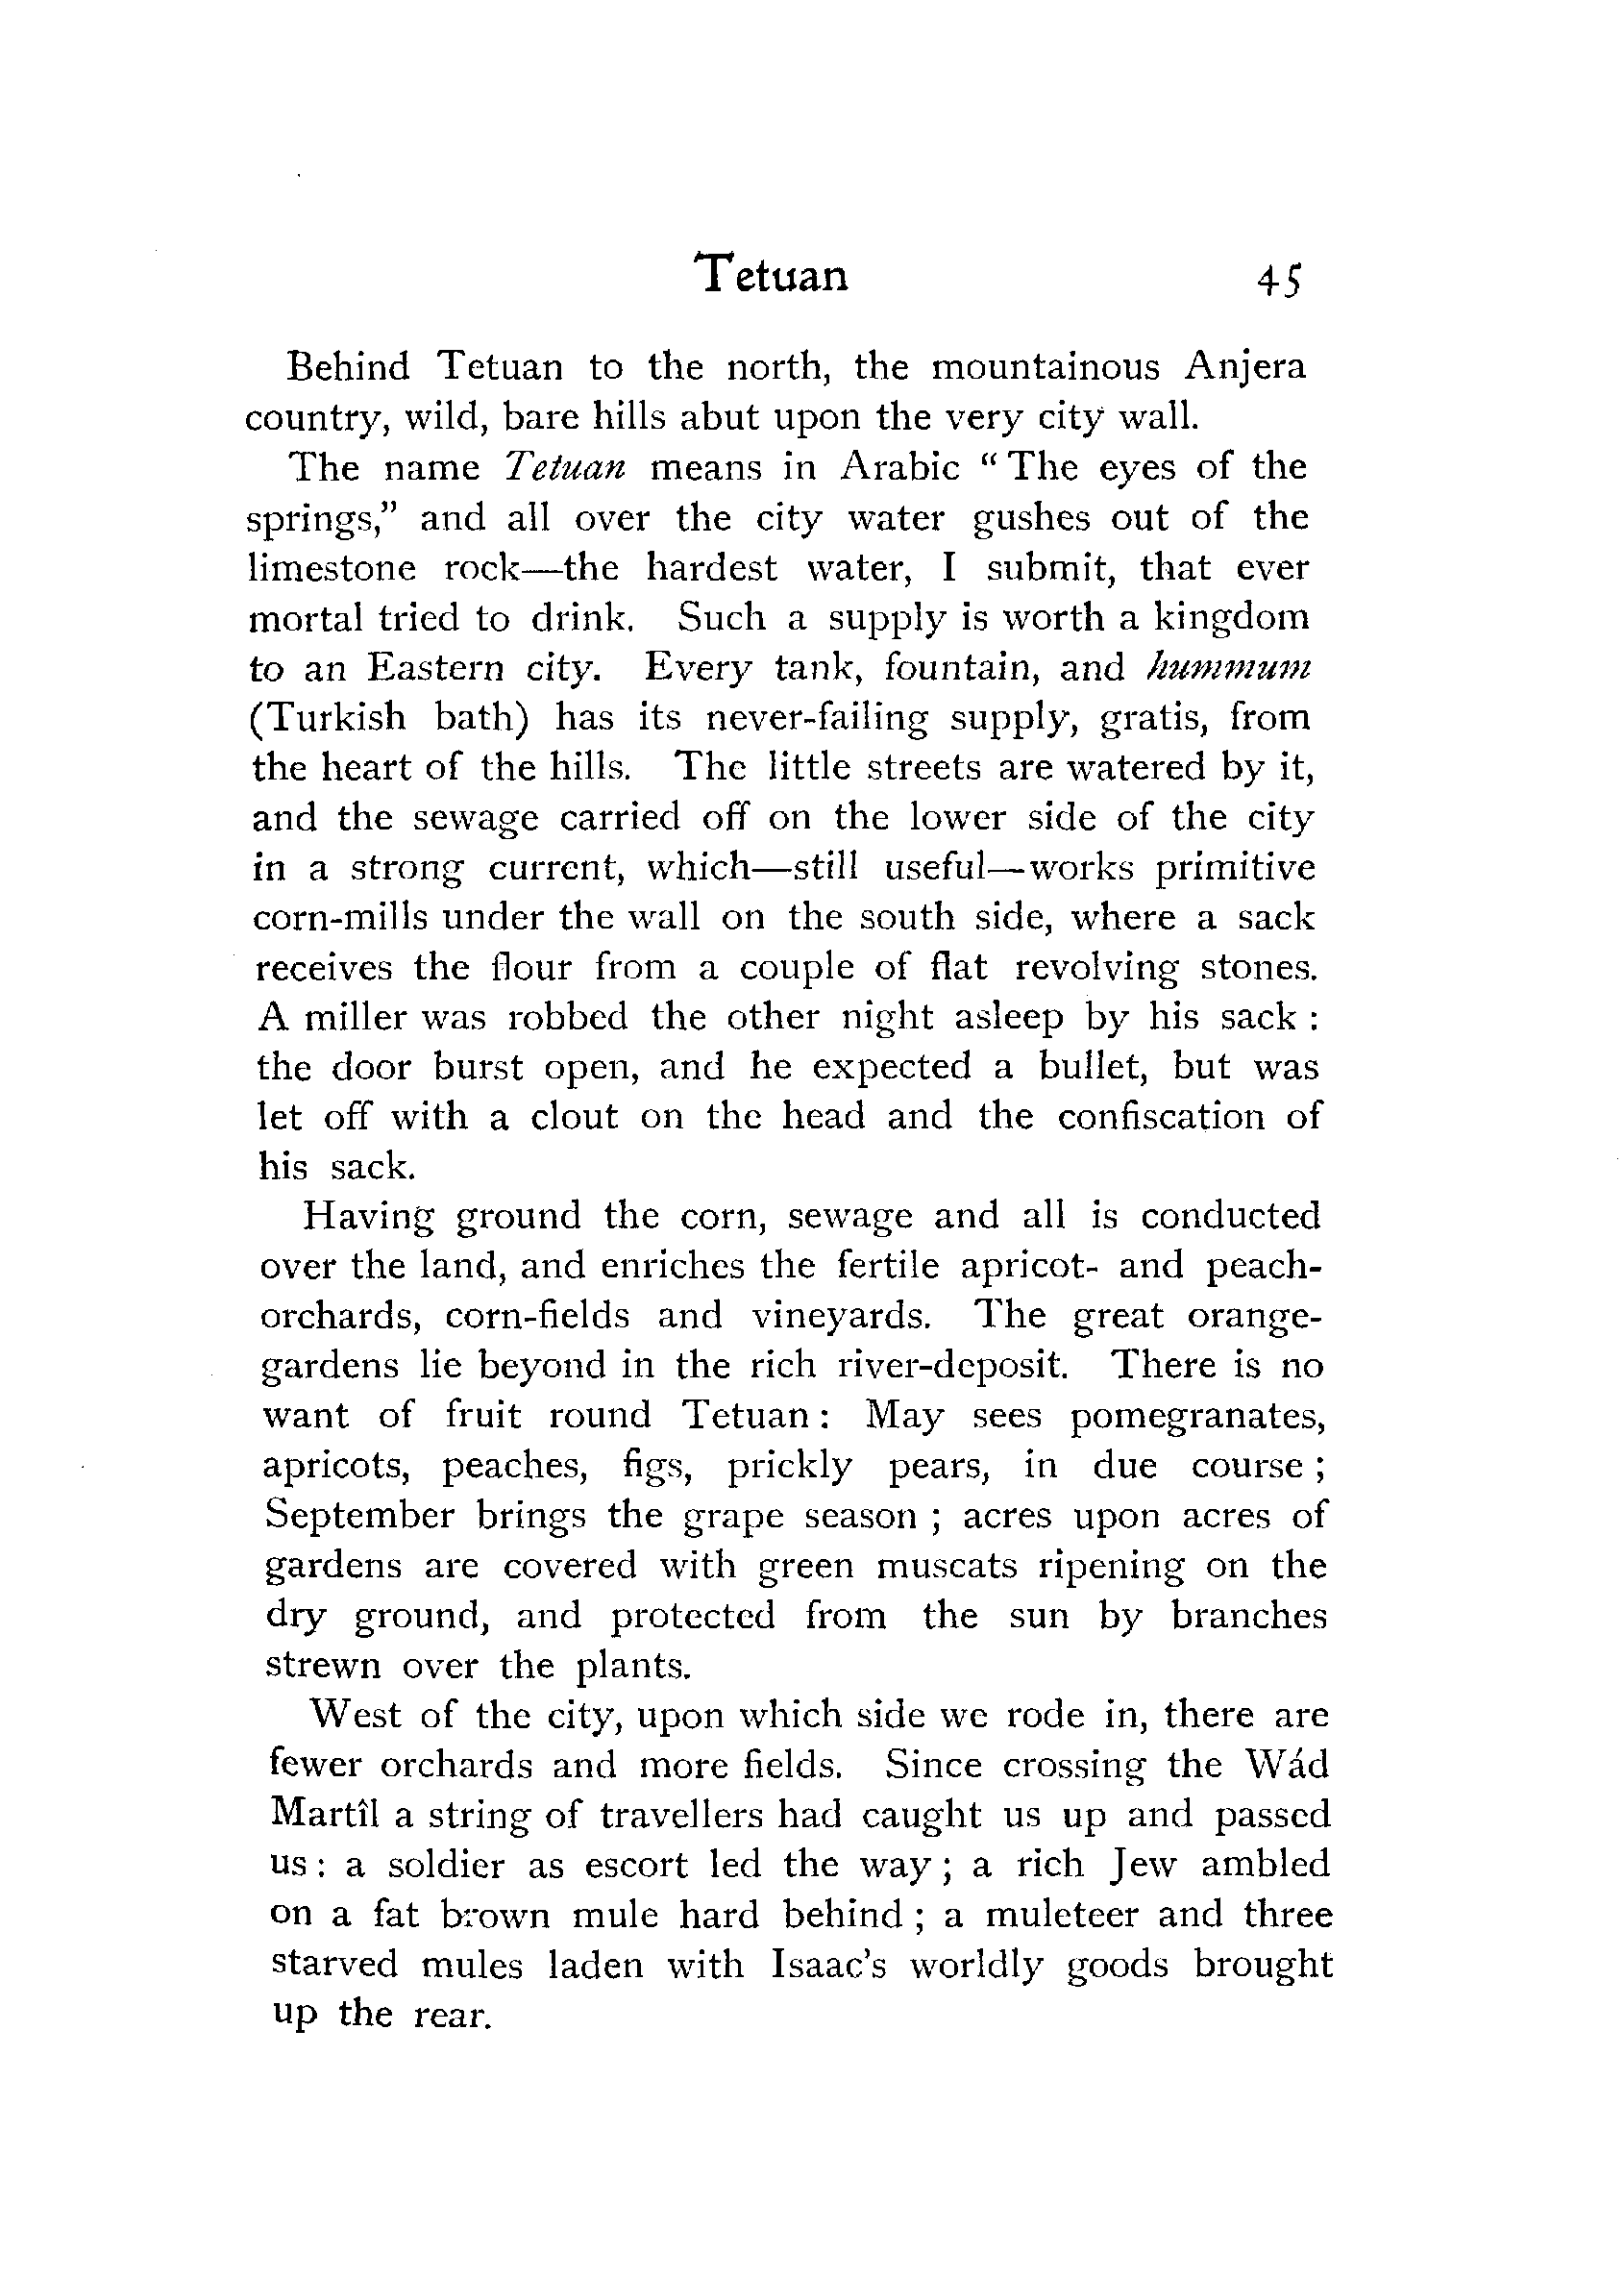 Tetuan 45
Behind Tetuan to the north, the mountainous Anjera
country, wild, bare hills abut upon the very city wall.
The name Tetuan means in Arabic “The eyes of the
springs,” and all over the city water gushes out of the
limestone rock—the hardest water, I submit, that ever
mortal tried to drink. Such a supply is worth a kingdom
to an Eastern city. Every tank, fountain, and hummum
(Turkish bath) has its never-failing supply, gratis, from
the heart of the hills. The little streets are watered by it,
and the sewage carried off on the lower side of the city
in a strong current, which—still useful—works primitive
corn-mills under the wall on the south side, where a sack
receives the flour from a couple of flat revolving stones.
A miller was robbed the other night asleep by his sack :
the door burst open, and he expected a bullet, but was
let off with a clout on the head and the confiscation of
his sack.
Having ground the corn, sewage and all is conducted
over the land, and enriches the fertile apricot- and peach-
orchards, corn-fields and vineyards. The great orange-
gardens lie beyond in the rich river-deposit. There is no
want of fruit round Tetuan : May sees pomegranates,
apricots, peaches, figs, prickly pears, in due course ;
September brings the grape season ; acres upon acres of
gardens are covered with green muscats ripening on the
dry ground, and protected from the sun by branches
strewn over the plants.
West of the city, upon which side we rode in, there are
fewer orchards and more fields. Since crossing the Wád
Martîl a string of travellers had caught us up and passed
us : a soldier as escort led the way ; a rich Jew ambled
on a fat brown mule hard behind ; a muleteer and three
starved mules laden with Isaac’s worldly goods brought
up the rear.